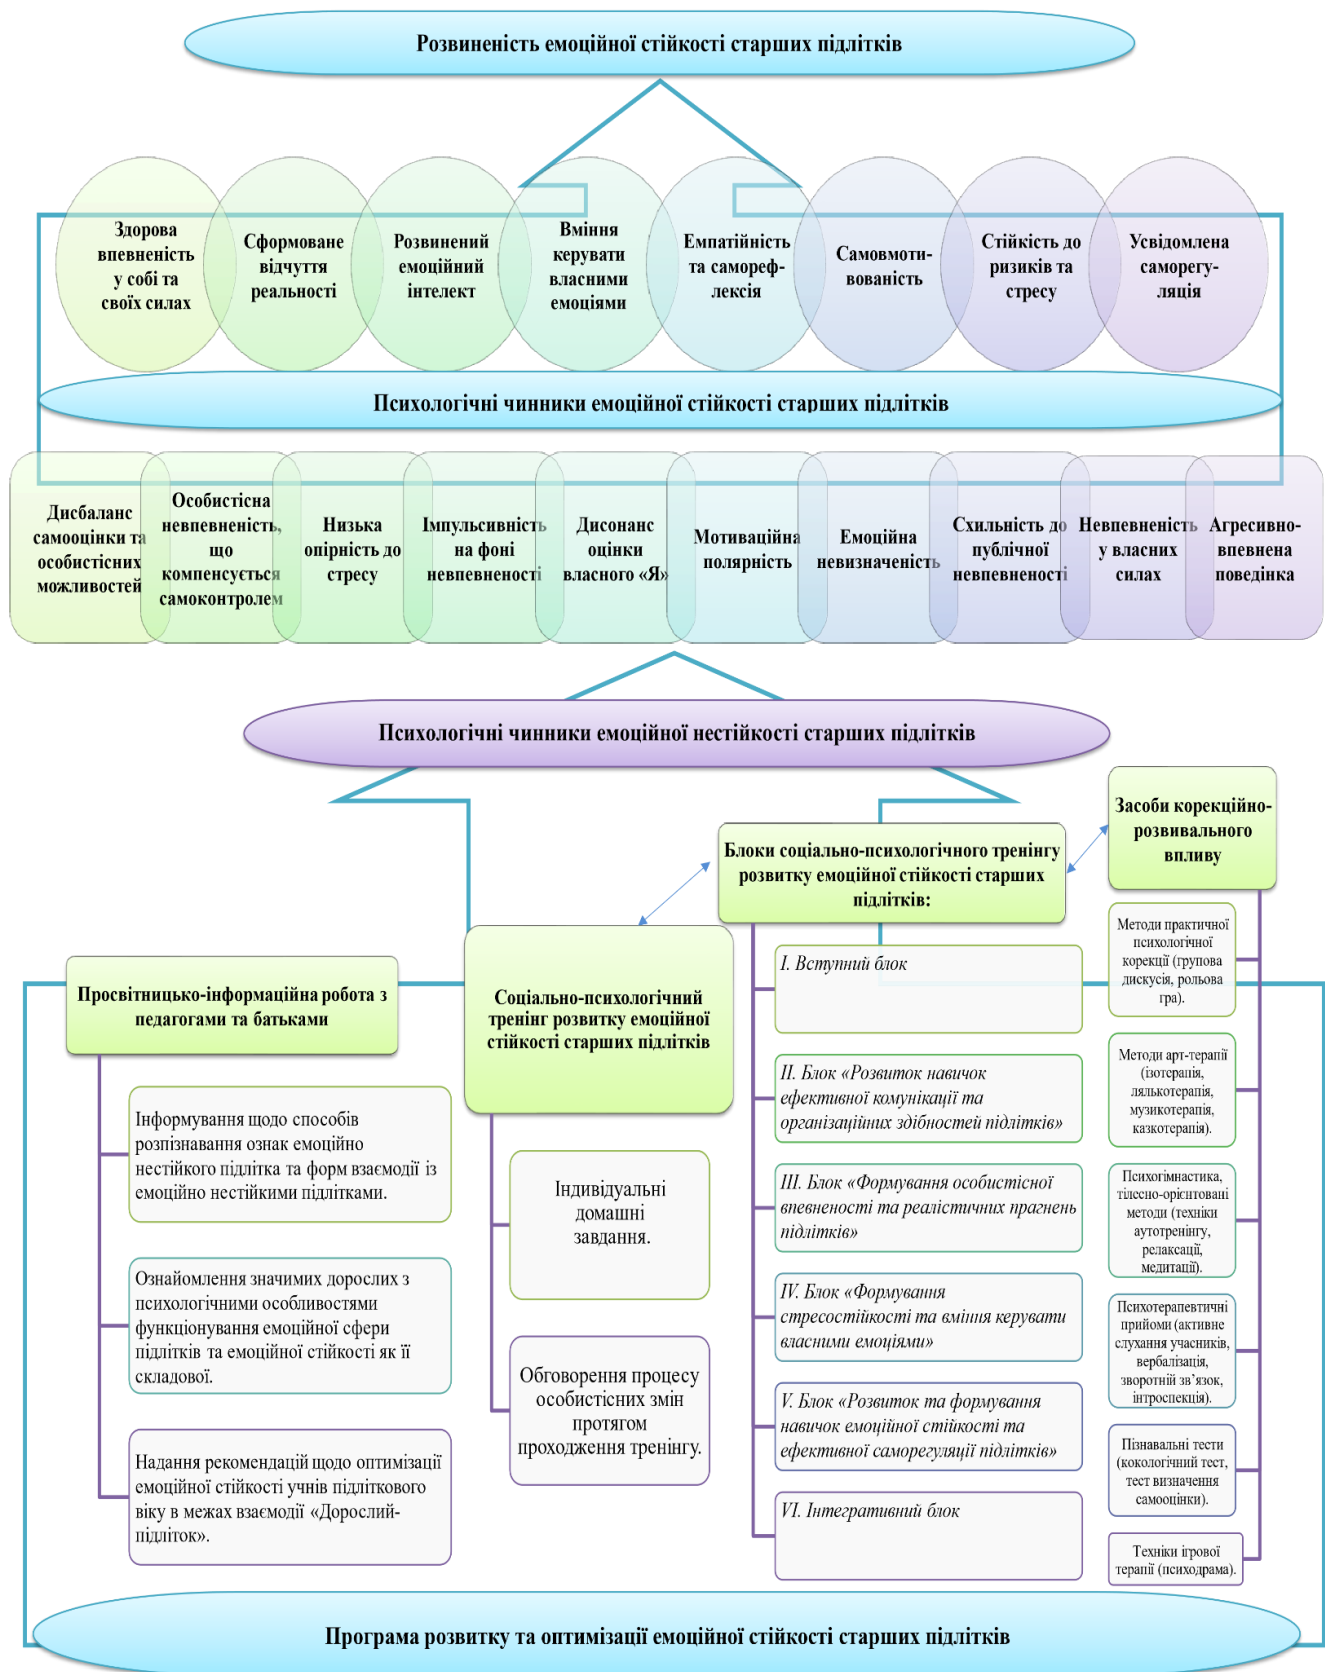 Розвиненість емоційної стійкості старших підлітків
Здорова
впевненість
у собі та
своїх силах
Сформоване
відчуття
реальності
Розвинений
емоційний
інтелект
Вміння
керувати
власними
емоціями
Емпатійність
та самореф-
лексія
Самовмоти-
вованість
Стійкість до
ризиків та
стресу
Усвідомлена
саморегу-
ляція
Психологічні чинники емоційної стійкості старших підлітків
Дисбаланс
самооцінки та
особистісних
можливостей
Особистісна
невпевненість,
що
компенсується
самоконтролем
Низька
опірність до
стресу
Імпульсивність
на фоні
невпевненості
Дисонанс
оцінки
власного «Я»
Мотиваційна
полярність
Емоційна
невизначеність
Схильність до
публічної
невпевненості
Невпевненість
у власних
силах
Агресивно-
впевнена
поведінка
Психологічні чинники емоційної нестійкості старших підлітків
Просвітницько-інформаційна робота з
педагогами та батьками
Інформування щодо способів
розпізнавання ознак емоційно
нестійкого підлітка та форм взаємодії із
емоційно нестійкими підлітками.
Ознайомлення значимих дорослих з
психологічними особливостями
функціонування емоційної сфери
підлітків та емоційної стійкості як її
складової.
Надання рекомендацій щодо оптимізації
емоційної стійкості учнів підліткового
віку в межах взаємодії «Дорослий-
підліток».
Соціально-психологічний
тренінг розвитку емоційної
стійкості старших підлітків
Індивідуальні
домашні
завдання.
Обговорення процесу
особистісних змін
протягом
проходження тренінгу.
Блоки соціально-психологічного тренінгу
розвитку емоційної стійкості старших
підлітків:
I. Вступний блок
II. Блок «Розвиток навичок
ефективної комунікації та
організаційних здібностей підлітків»
III. Блок «Формування особистісної
впевненості та реалістичних прагнень
підлітків»
IV. Блок «Формування
стресостійкості та вміння керувати
власними емоціями»
V. Блок «Розвиток та формування
навичок емоційної стійкості та
ефективної саморегуляції підлітків»
VI. Інтегративний блок
Засоби корекційно-
розвивального
впливу
Методи практичної
психологічної
корекції (групова
дискусія, рольова
гра).
Методи арт-терапії
(ізотерапія,
лялькотерапія,
музикотерапія,
казкотерапія).
Психогімнастика,
тілесно-орієнтовані
методи (техніки
аутотренінгу,
релаксації,
медитації).
Психотерапевтичні
прийоми (активне
слухання учасників,
вербалізація,
зворотній зв’язок,
інтроспекція).
Пізнавальні тести
(кокологічний тест,
тест визначення
самооцінки).
Техніки ігрової
терапії (психодрама).
Програма розвитку та оптимізації емоційної стійкості старших підлітків